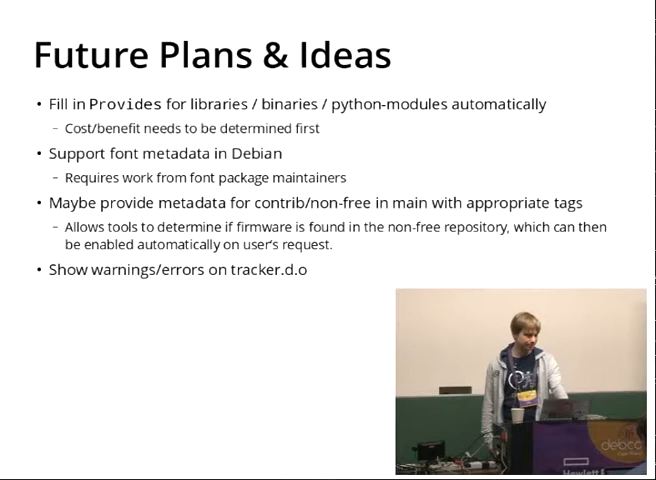 Future Plans & Ideas
• Fill in Provides for libraries / binaries / python-modules automatically
– Cost/benefit needs to be determined first
• Support font metadata in Debian
– Requires work from font package maintainers
• Maybe provide metadata for contrib/non-free in main with appropriate tags
– Allows tools to determine if firmware is found in the non-free repository, which can then
be enabled automatically on user's request.
• Show warnings/errors on tracker.d.o
debcc
Hewlett